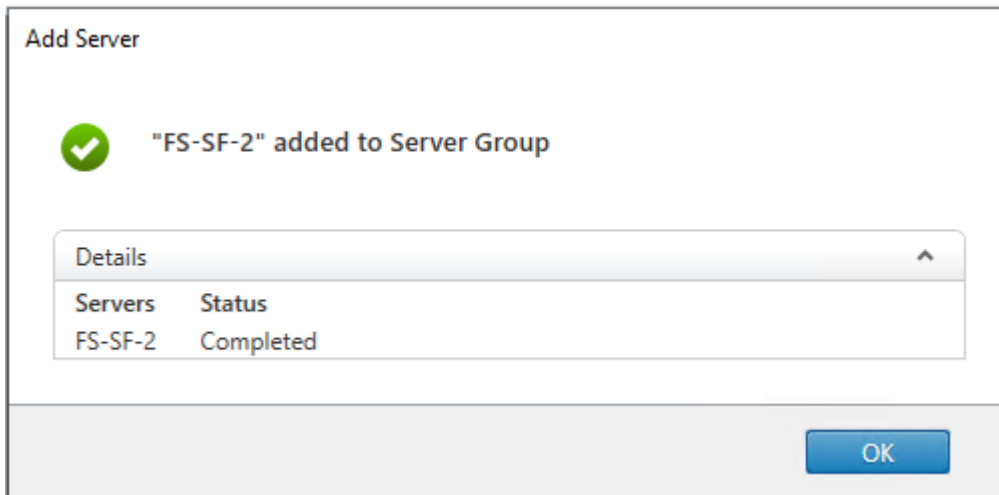 Add Server
"FS-SF-2" added to Server Group
Details
Servers Status
FS-SF-2 Completed
OK